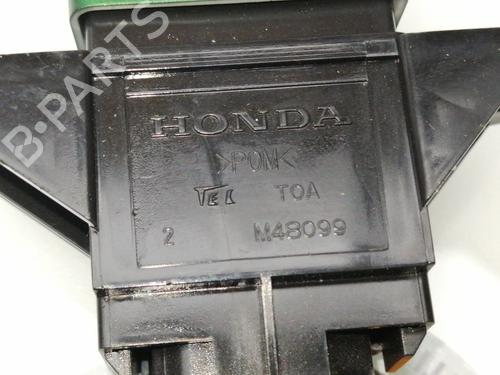 HONDA
>POM<
TEL TOA
2 M48099
B-PARTS